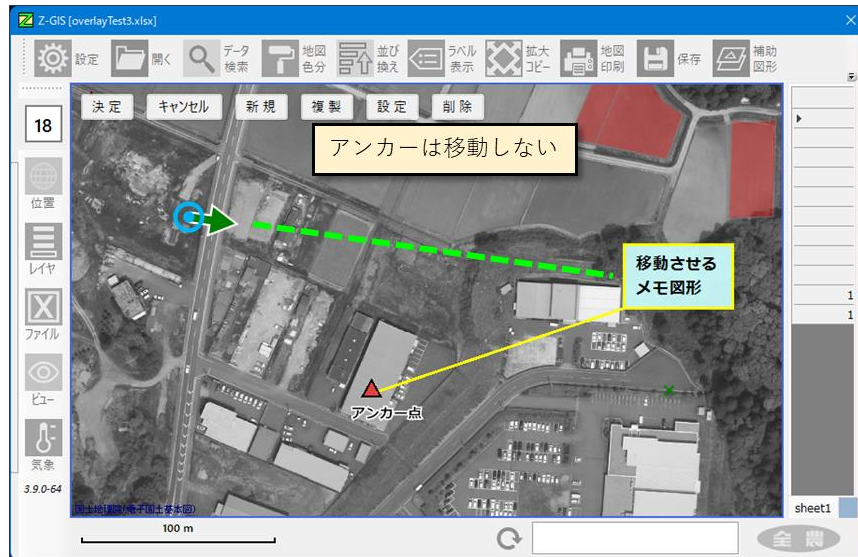 Z-GIS [overlayTest3.xlsx]
設定
開く
データ
検索
地図
色分
並び
換え
ラベル
表示
拡大
コピー
地図
印刷
保存
補助
図形
18
決定
キャンセル
新規
複製
設定
削除
アンカーは移動しない
位置
レイヤ
ファイル
ビュー
気象
3.9.0-64
移動させる
メモ図形
アンカー点
1
1
国土地理院(電子国土基本図)
100 m
sheet1
全農